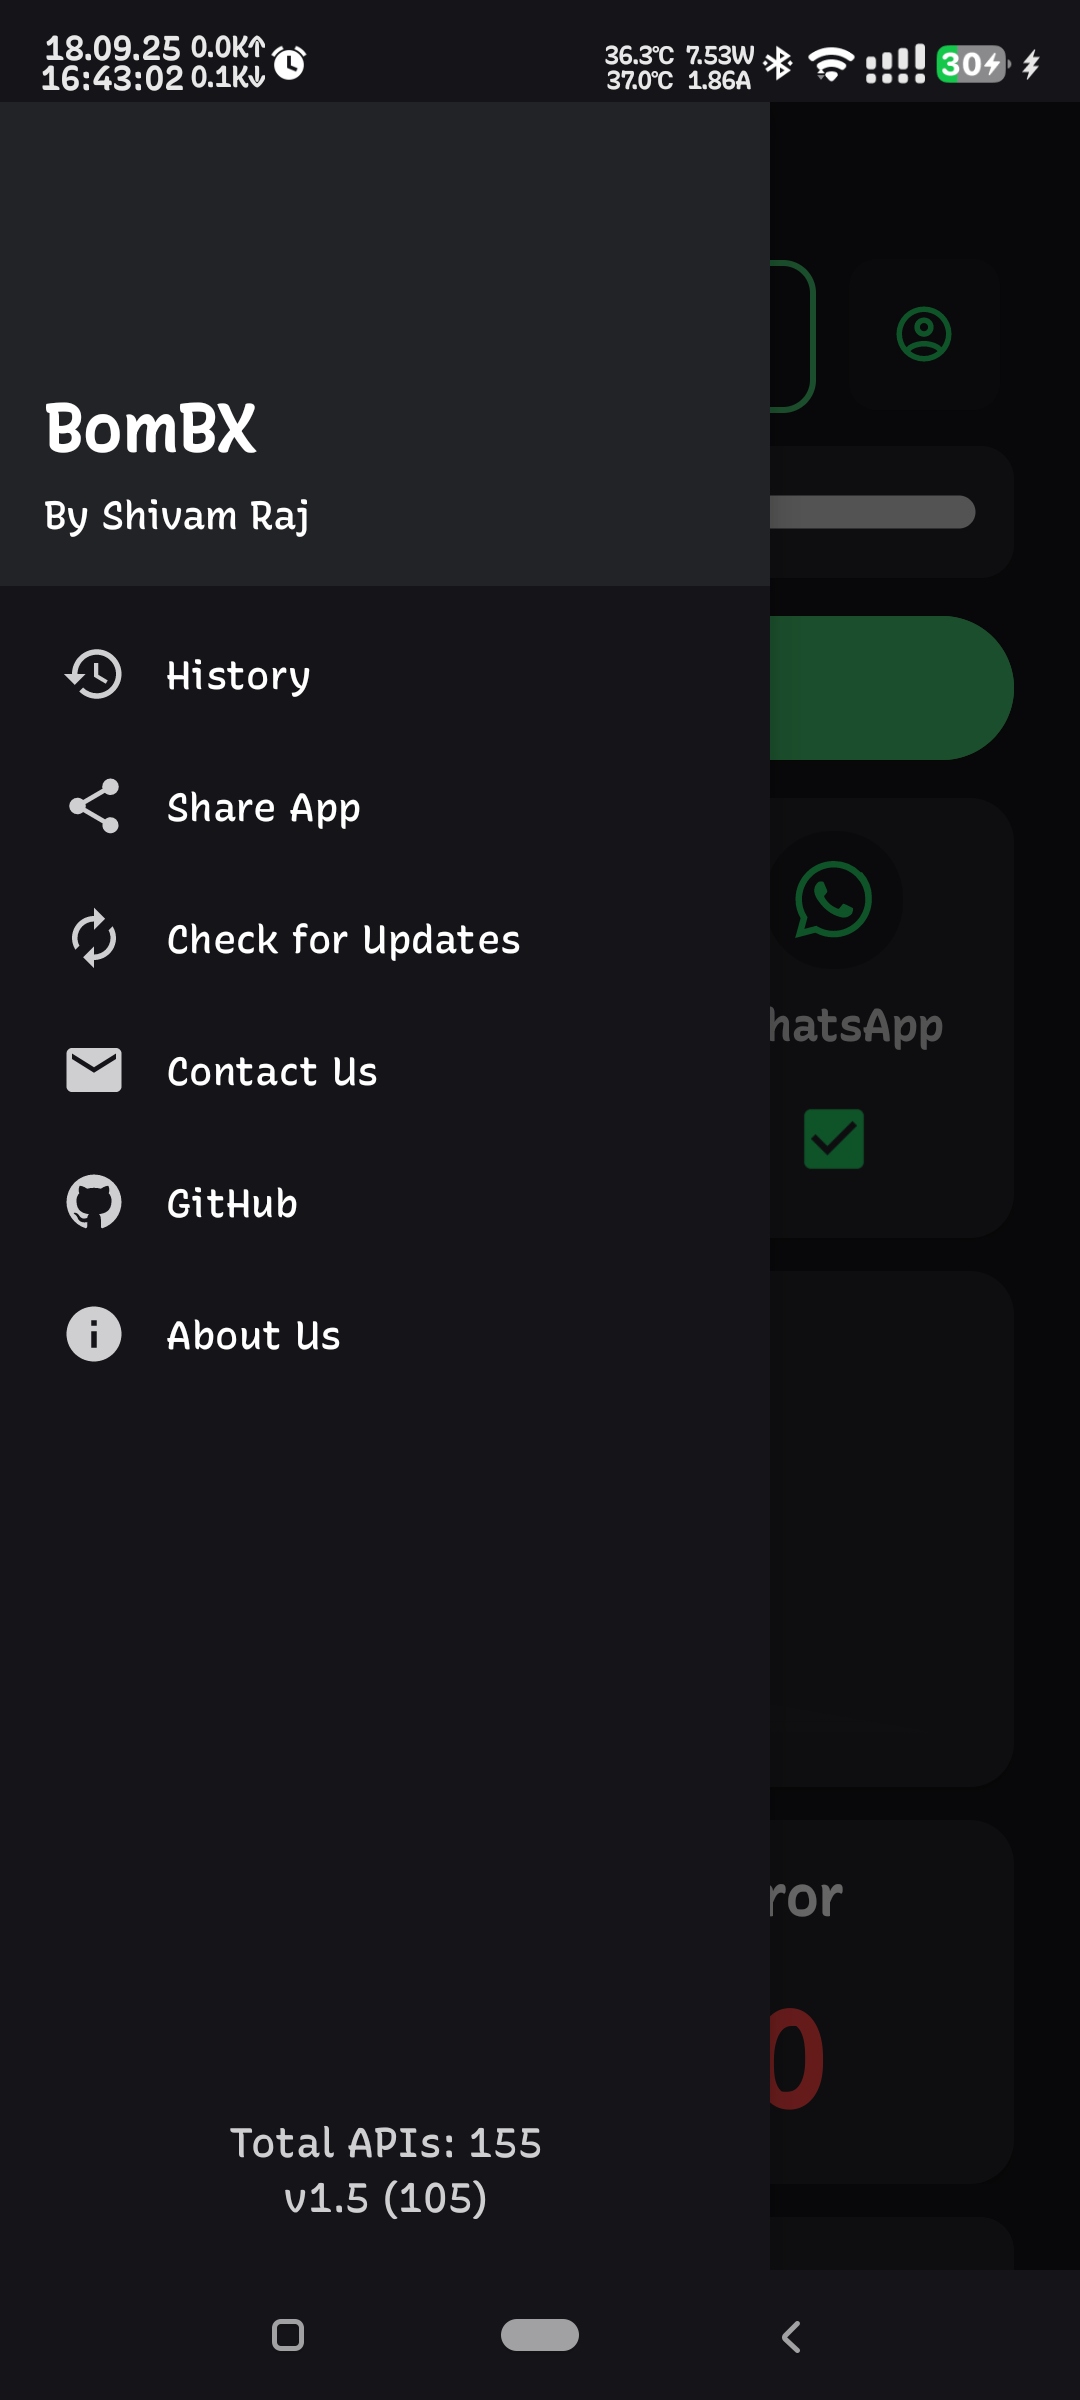 18.09.25 0.0K↑
16:43:02 0.1K↓
36.3°C 7.53W
37.0°C 1.86A
30
BomBX
By Shivam Raj
History
Share App
Check for Updates
hatsApp
Contact Us
GitHub
About Us
ror
0
Total APIs: 155
v1.5 (105)